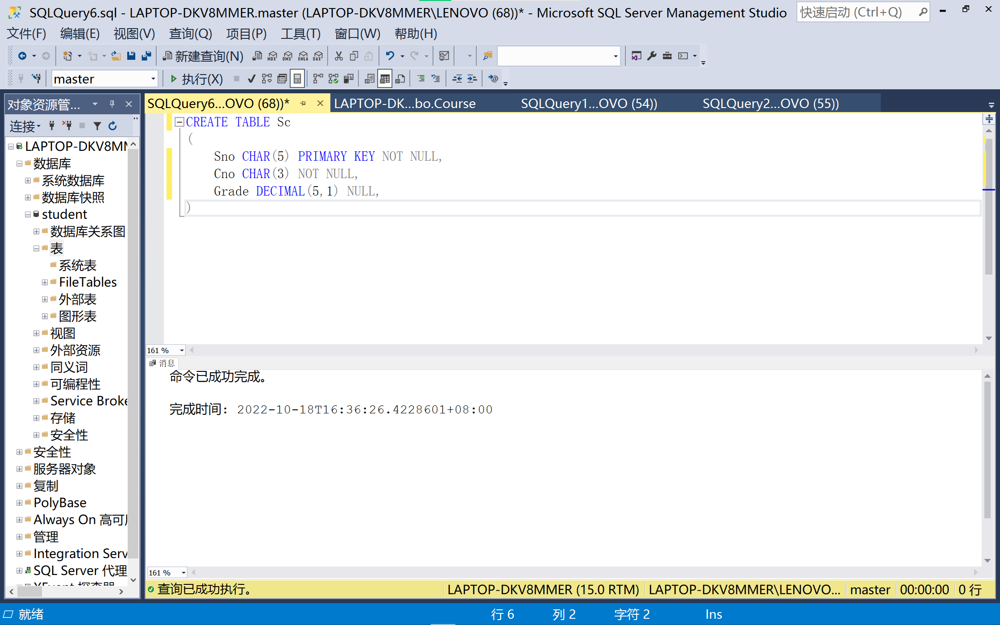 SQLQuery6.sql - LAPTOP-DKV8MMER.master (LAPTOP-DKV8MMER\LENOVO (68))* - Microsoft SQL Server Management Studio
快速启动 (Ctrl+Q)
文件(F) 编辑(E) 视图(V) 查询(Q) 项目(P) 工具(T) 窗口(W) 帮助(H)
新建查询(N) MDX DMX XMLA DAX
master 执行(X)
对象资源管...
SQLQuery6...OVO (68))* LAPTOP-DK...bo.Course SQLQuery1...OVO (54)) SQLQuery2...OVO (55))
连接
LAPTOP-DKV8MM
数据库
系统数据库
数据库快照
student
数据库关系图
表
系统表
FileTables
外部表
图形表
视图
外部资源
同义词
可编程性
Service Broke
存储
安全性
安全性
服务器对象
复制
PolyBase
Always On 高可
管理
Integration Serv
SQL Server 代理
CREATE TABLE Sc
(
Sno CHAR(5) PRIMARY KEY NOT NULL,
Cno CHAR(3) NOT NULL,
Grade DECIMAL(5,1) NULL,
)
161 %
消息
命令已成功完成。
完成时间: 2022-10-18T16:36:26.4228601+08:00
161 %
查询已成功执行。 LAPTOP-DKV8MMER (15.0 RTM) LAPTOP-DKV8MMER\LENOVO... master 00:00:00 0 行
就绪 行 6 列 2 字符 2 Ins